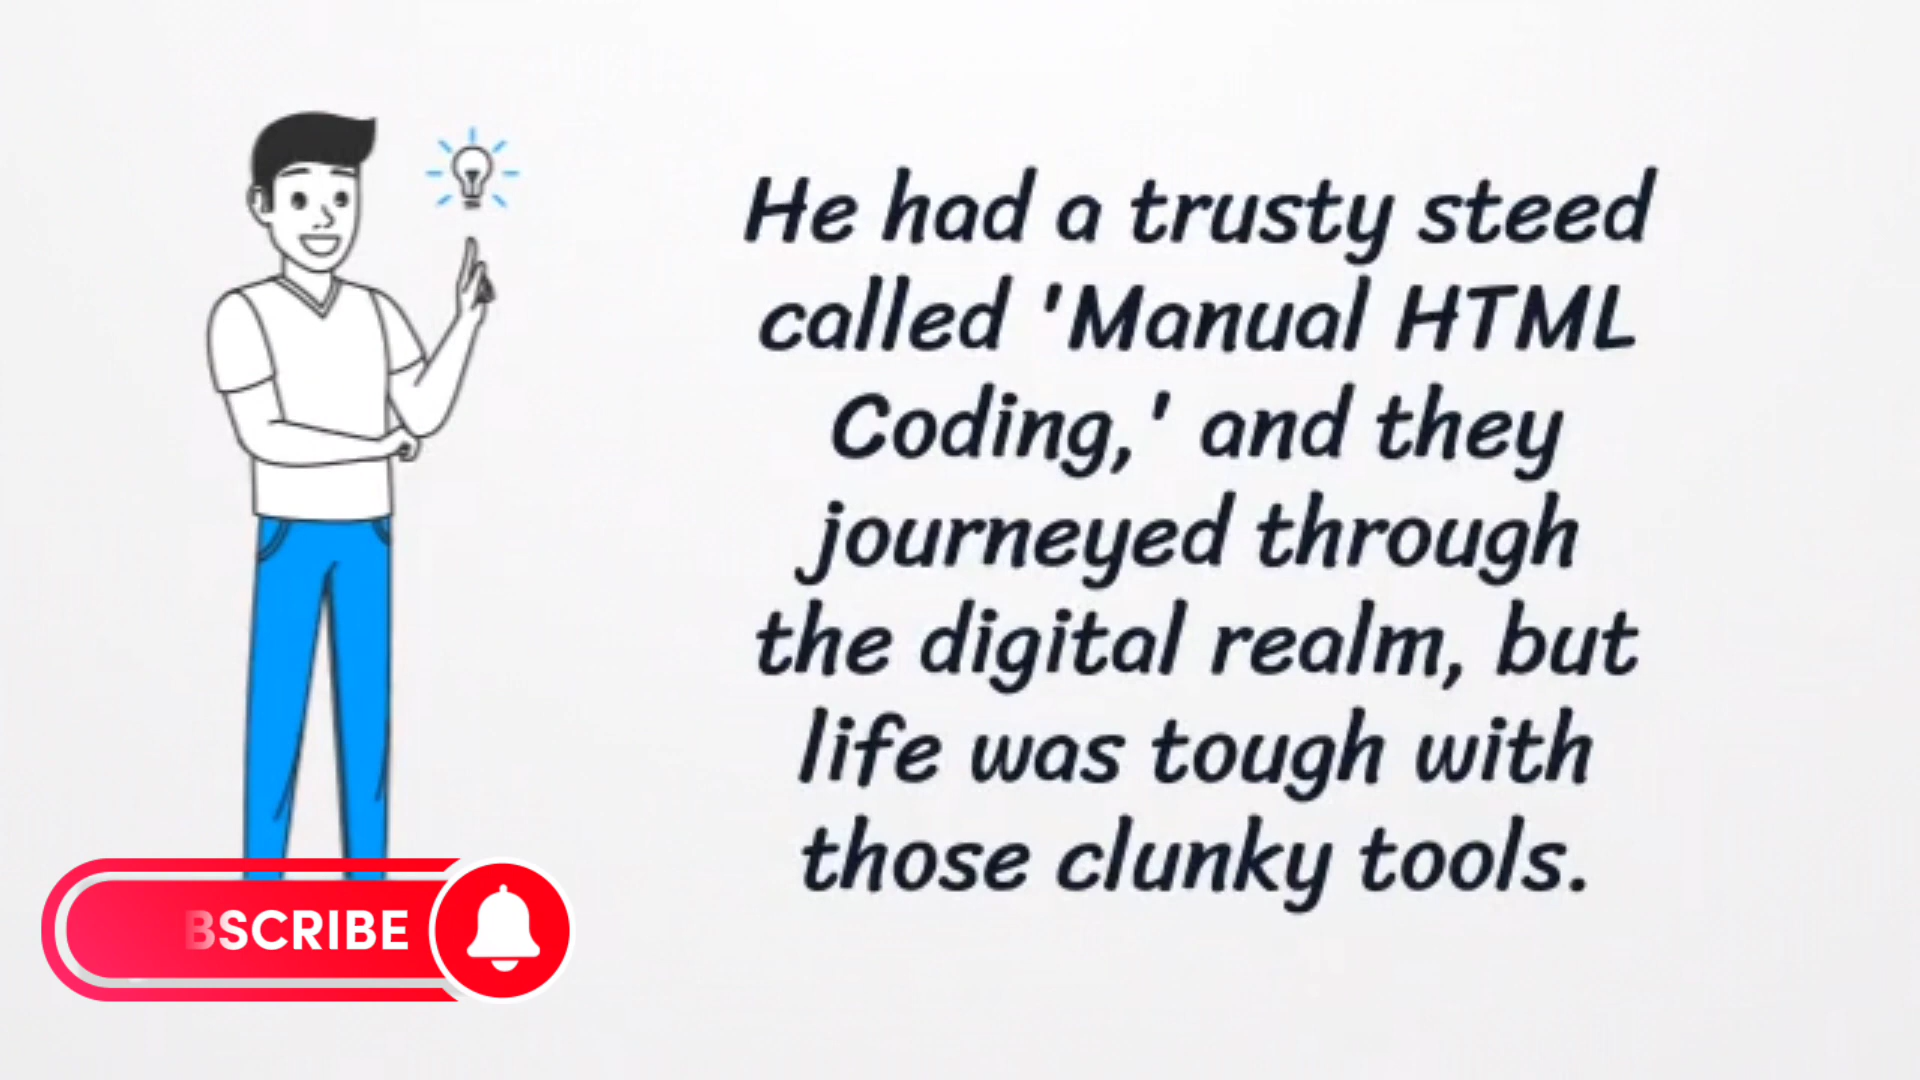 He had a trusty steed
called 'Manual HTML
Coding,' and they
journeyed through
the digital realm, but
life was tough with
those clunky tools.
BSCRIBE